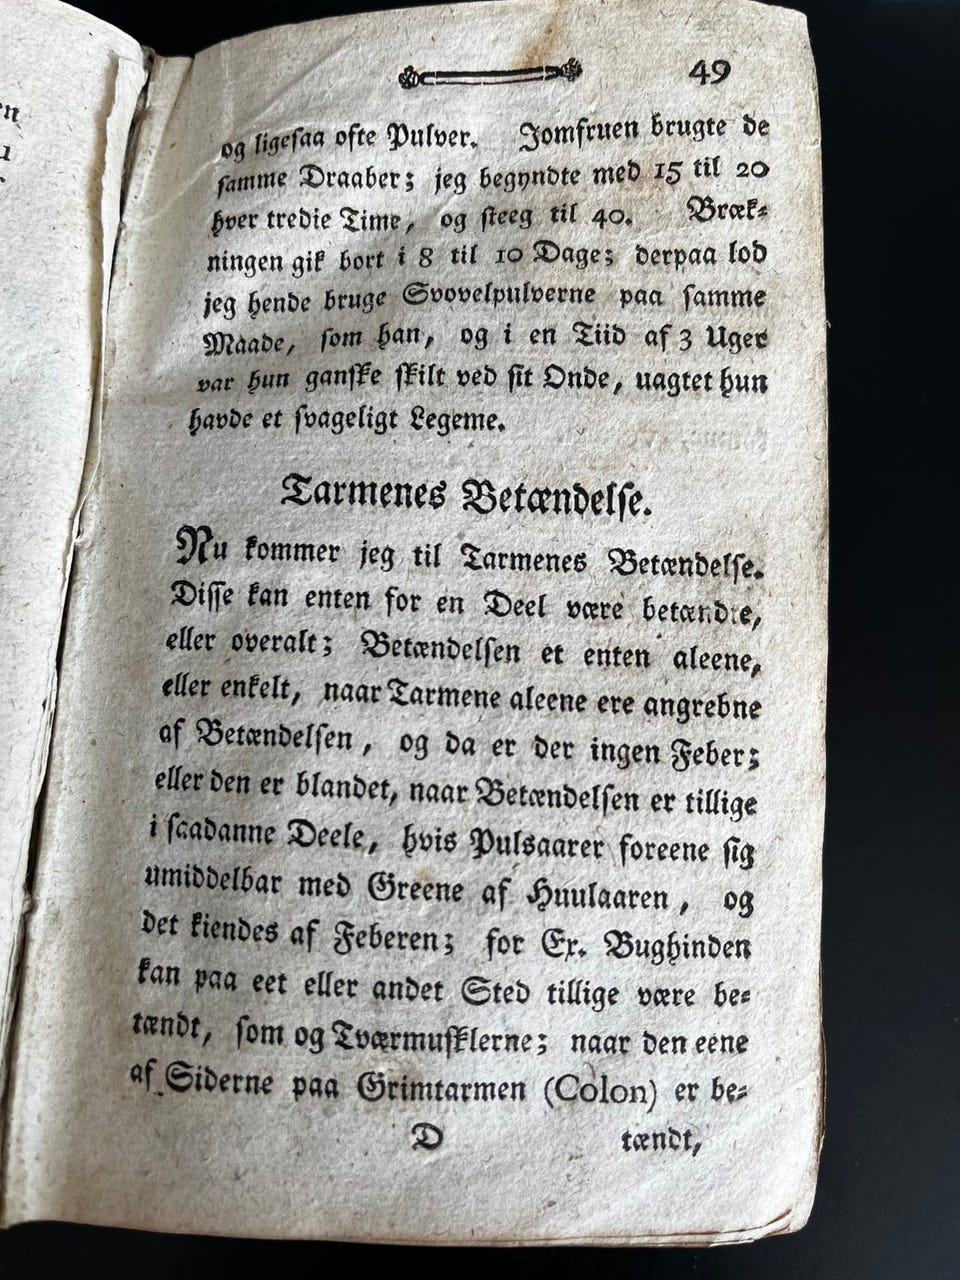 en
u
49
og ligesaa ofte Pulver. Jomfruen brugte de
samme Draaber; jeg begyndte med 15 til 20
hver tredie Time, og steeg til 40. Bræk-
ningen gik bort i 8 til 10 Dage; derpaa lod
jeg hende bruge Svovelpulverne paa samme
Maade, som han, og i en Tiid af 3 Uger
var hun ganske skilt ved sit Onde, uagtet hun
havde et svageligt Legeme.
Tarmenes Betændelse.
Nu kommer jeg til Tarmenes Betændelse.
Disse kan enten for en Deel være betændte,
eller overalt; Betændelsen et enten aleene,
eller enkelt, naar Tarmene aleene ere angrebne
af Betændelsen, og da er der ingen Feber;
eller den er blandet, naar Betændelsen er tillige
i saadanne Deele, hvis Pulsaarer foreene sig
umiddelbar med Greene af Huulaaren, og
det kiendes af Feberen; for Ex. Bughinden
kan paa eet eller andet Sted tillige være be-
tændt, som og Tværmusklerne; naar den eene
af Siderne paa Grimtarmen (Colon) er be-
D tændt,